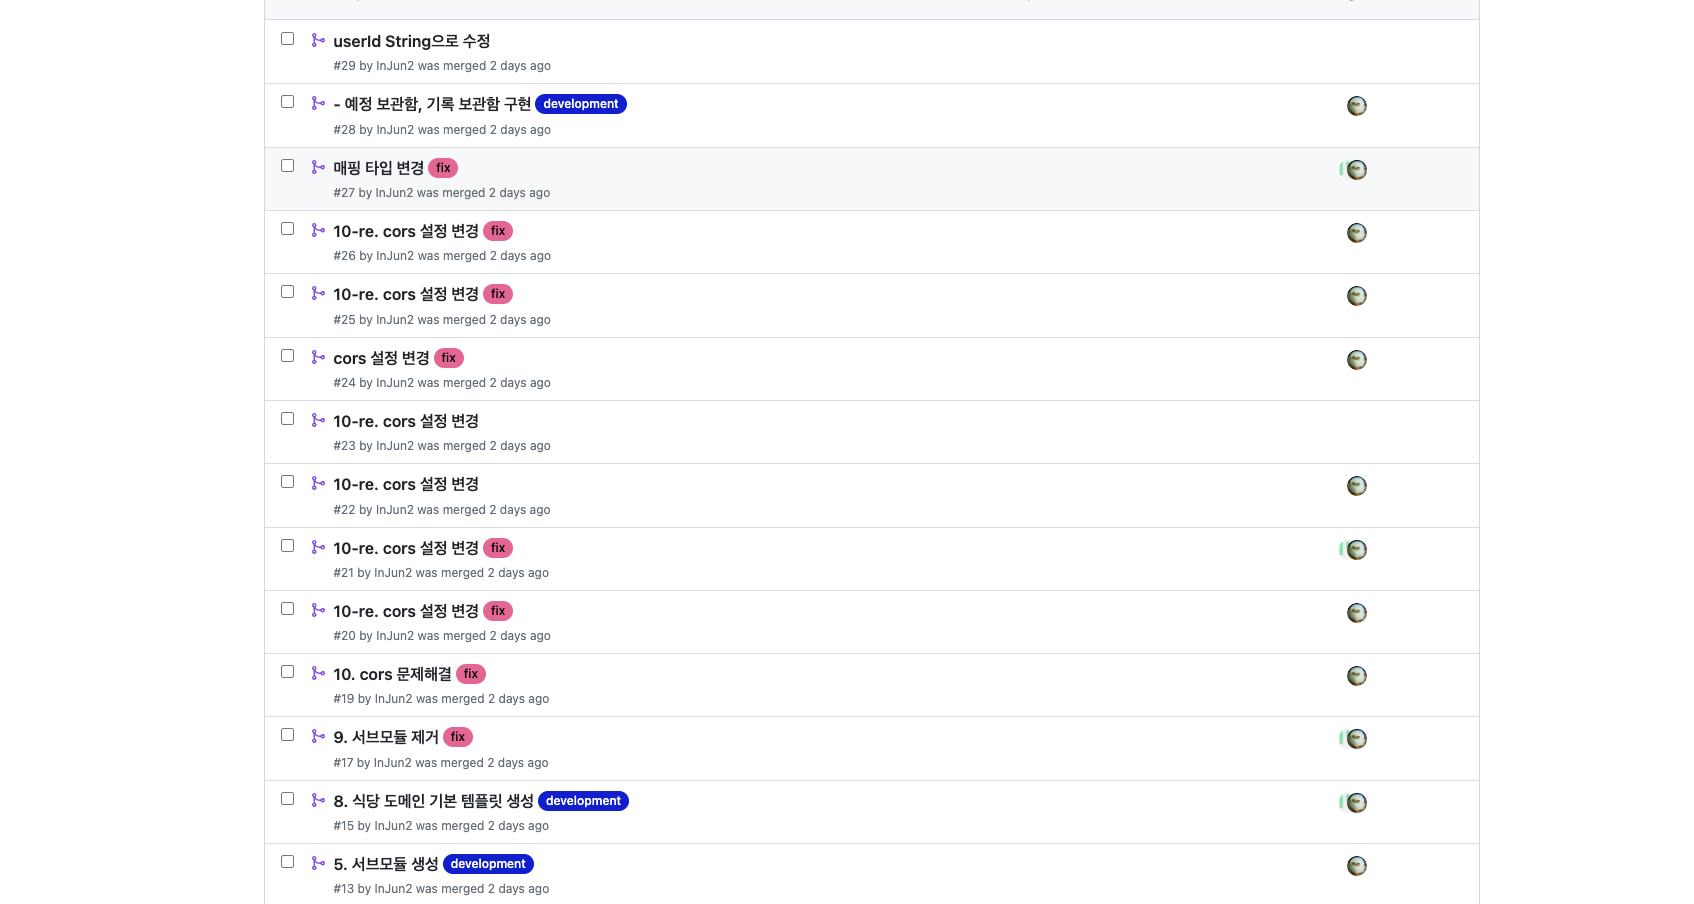 userId String으로 수정
#29 by InJun2 was merged 2 days ago
- 예정 보관함, 기록 보관함 구현 development
#28 by InJun2 was merged 2 days ago
매핑 타입 변경 fix
#27 by InJun2 was merged 2 days ago
10-re. cors 설정 변경 fix
#26 by InJun2 was merged 2 days ago
10-re. cors 설정 변경 fix
#25 by InJun2 was merged 2 days ago
cors 설정 변경 fix
#24 by InJun2 was merged 2 days ago
10-re. cors 설정 변경
#23 by InJun2 was merged 2 days ago
10-re. cors 설정 변경
#22 by InJun2 was merged 2 days ago
10-re. cors 설정 변경 fix
#21 by InJun2 was merged 2 days ago
10-re. cors 설정 변경 fix
#20 by InJun2 was merged 2 days ago
10. cors 문제해결 fix
#19 by InJun2 was merged 2 days ago
9. 서브모듈 제거 fix
#17 by InJun2 was merged 2 days ago
8. 식당 도메인 기본 템플릿 생성 development
#15 by InJun2 was merged 2 days ago
5. 서브모듈 생성 development
#13 by InJun2 was merged 2 days ago